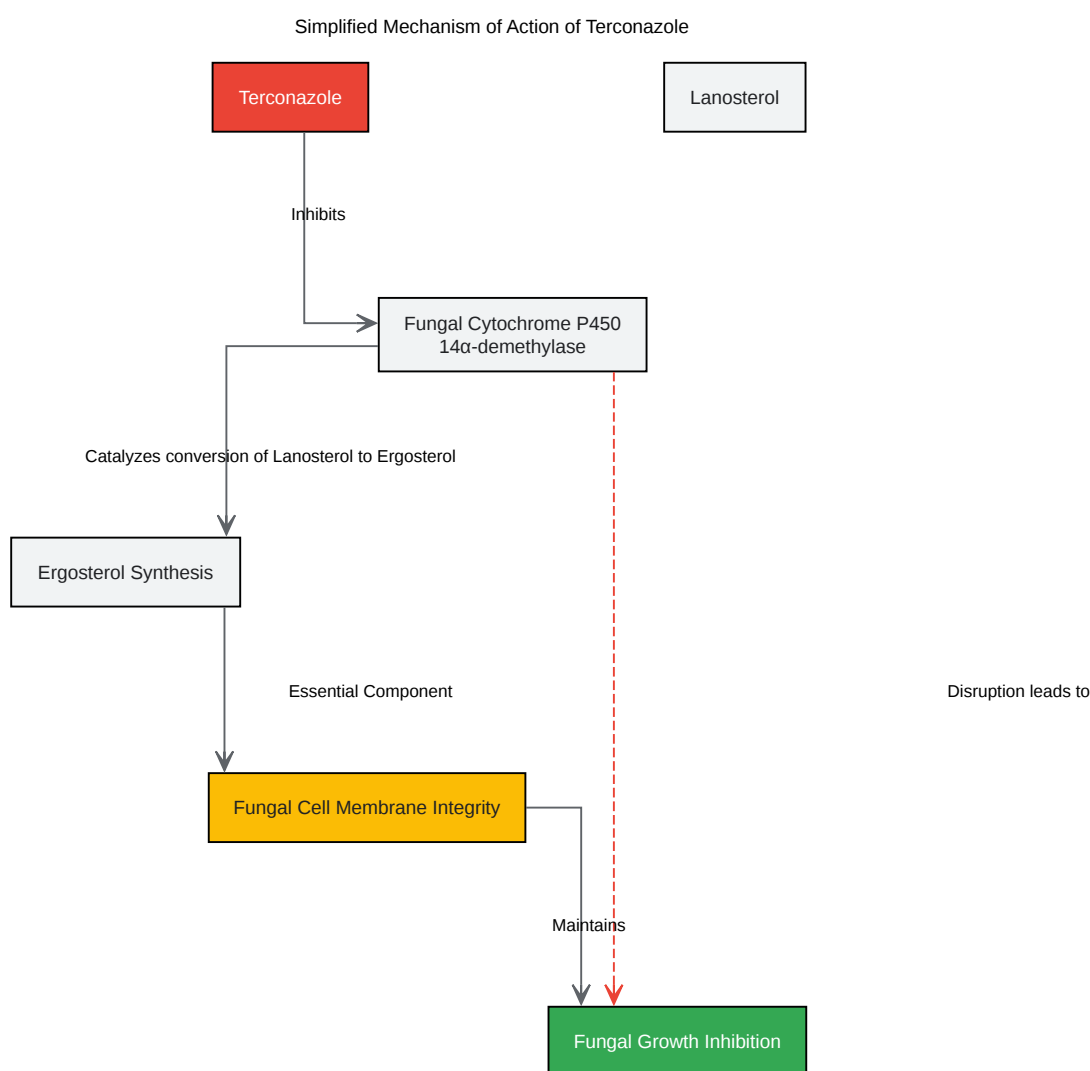 Simplified Mechanism of Action of Terconazole
Terconazole
Lanosterol
Inhibits
Fungal Cytochrome P450
14α-demethylase
Catalyzes conversion of Lanosterol to Ergosterol
Ergosterol Synthesis
Essential Component
Disruption leads to
Fungal Cell Membrane Integrity
Maintains
Fungal Growth Inhibition